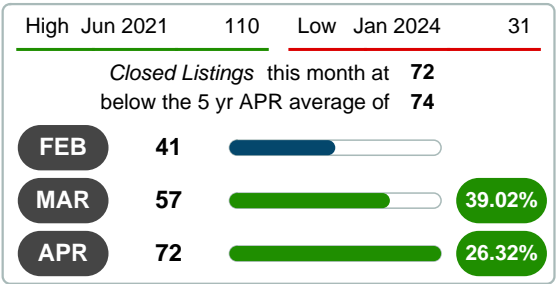 High Jun 2021 110 Low Jan 2024 31
Closed Listings this month at 72
below the 5 yr APR average of 74
FEB 41
MAR 57 39.02%
APR 72 26.32%